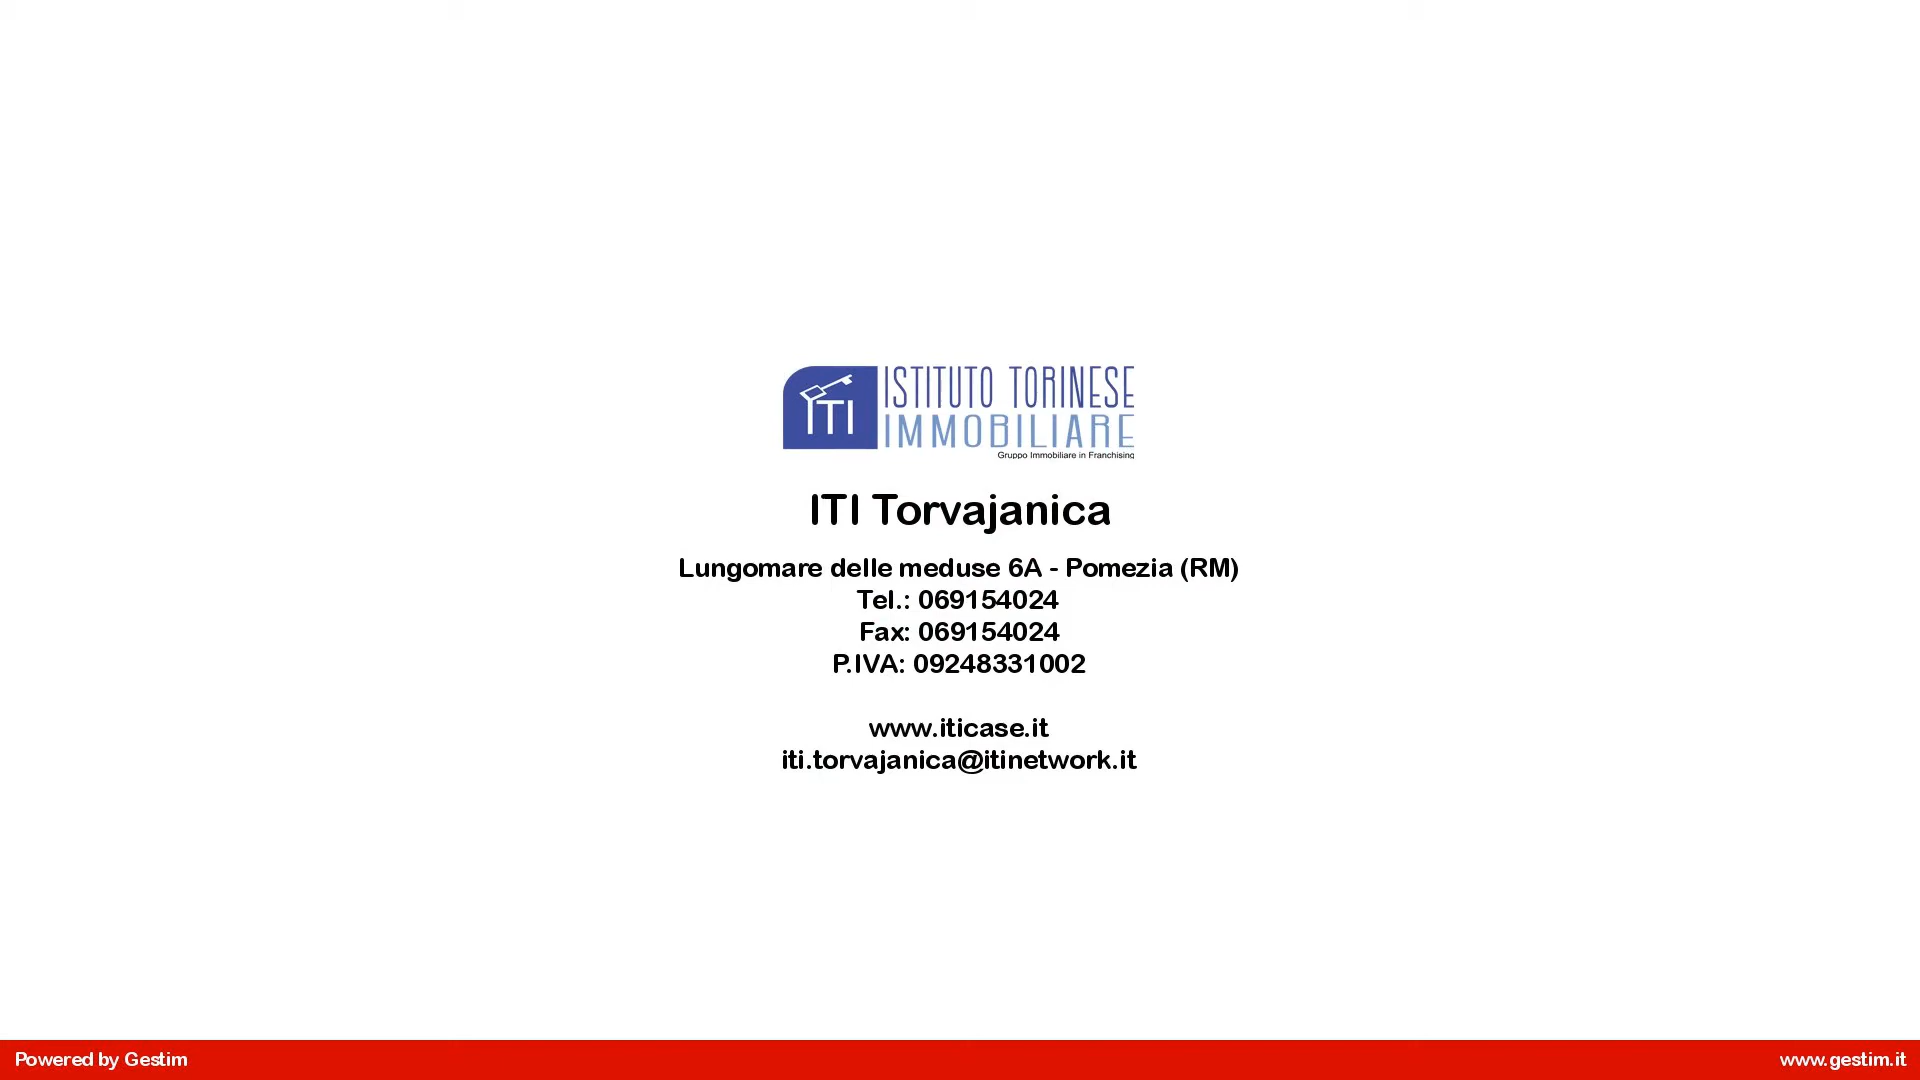 ITI
ISTITUTO TORINESE
IMMOBILIARE
Gruppo Immobiliare in Franchising
ITI Torvajanica
Lungomare delle meduse 6A - Pomezia (RM)
Tel.: 069154024
Fax: 069154024
P.IVA: 09248331002
www.iticase.it
iti.torvajanica@itinetwork.it
Powered by Gestim
www.gestim.it